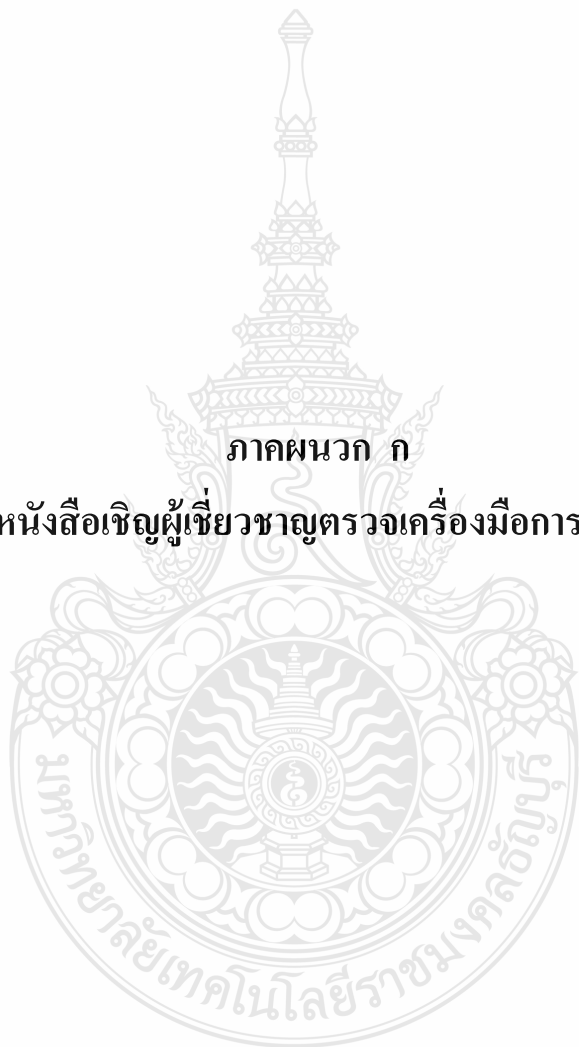 ภาคผนวก ก
หนังสือเชิญผู้เชี่ยวชาญตรวจเครื่องมือการ
มหาวิทยาลัยเทคโนโลยีราชมงคลธัญบุรี